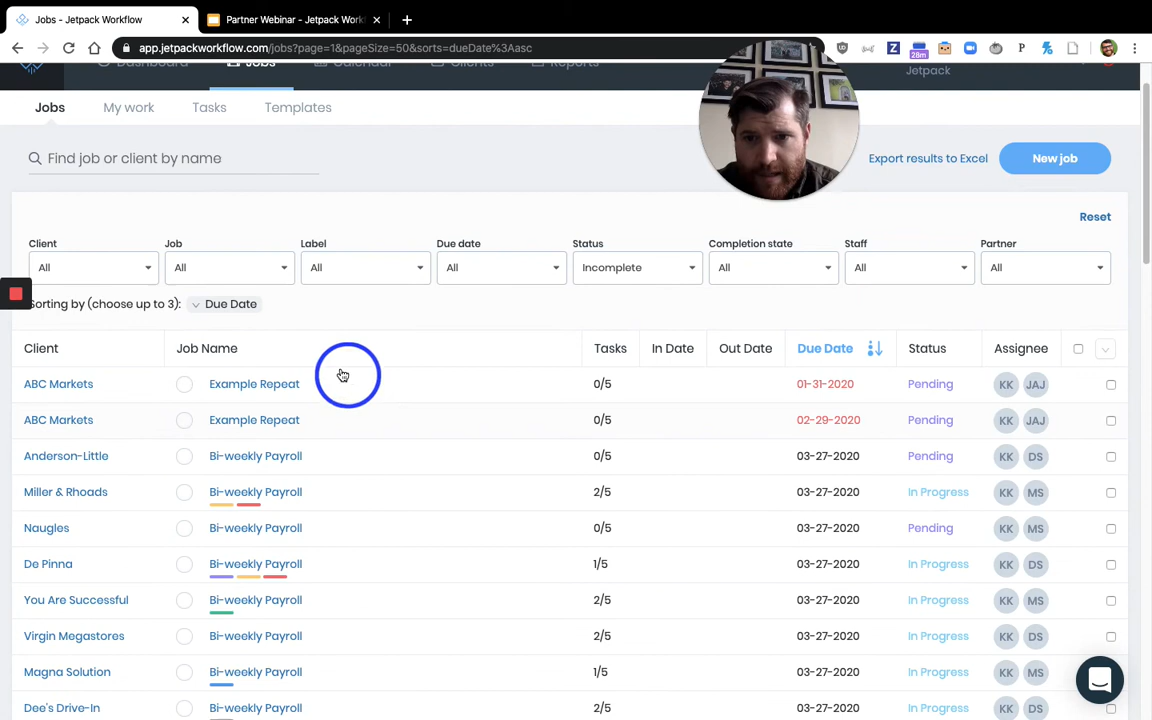 Jobs - Jetpack Workflow
Partner Webinar - Jetpack Work
app.jetpackworkflow.com/jobs?page=1&pageSize=50&sorts=dueDate%3Aasc
Z
28m
P
Dashboard Jobs Calendar Clients Reports
Jetpack
Jobs My work Tasks Templates
Find job or client by name
Export results to Excel
New job
Reset
Client Job Label Due date Status Completion state Staff Partner
All All All All Incomplete All All All
Sorting by (choose up to 3): Due Date
Client Job Name Tasks In Date Out Date Due Date Status Assignee
ABC Markets Example Repeat 0/5 01-31-2020 Pending KK JAJ
ABC Markets Example Repeat 0/5 02-29-2020 Pending KK JAJ
Anderson-Little Bi-weekly Payroll 0/5 03-27-2020 Pending KK DS
Miller & Rhoads Bi-weekly Payroll 2/5 03-27-2020 In Progress KK MS
Naugles Bi-weekly Payroll 0/5 03-27-2020 Pending KK MS
De Pinna Bi-weekly Payroll 1/5 03-27-2020 In Progress KK DS
You Are Successful Bi-weekly Payroll 2/5 03-27-2020 In Progress KK MS
Virgin Megastores Bi-weekly Payroll 2/5 03-27-2020 In Progress KK DS
Magna Solution Bi-weekly Payroll 1/5 03-27-2020 In Progress KK MS
Dee's Drive-In Bi-weekly Payroll 2/5 03-27-2020 In Progress KK DS